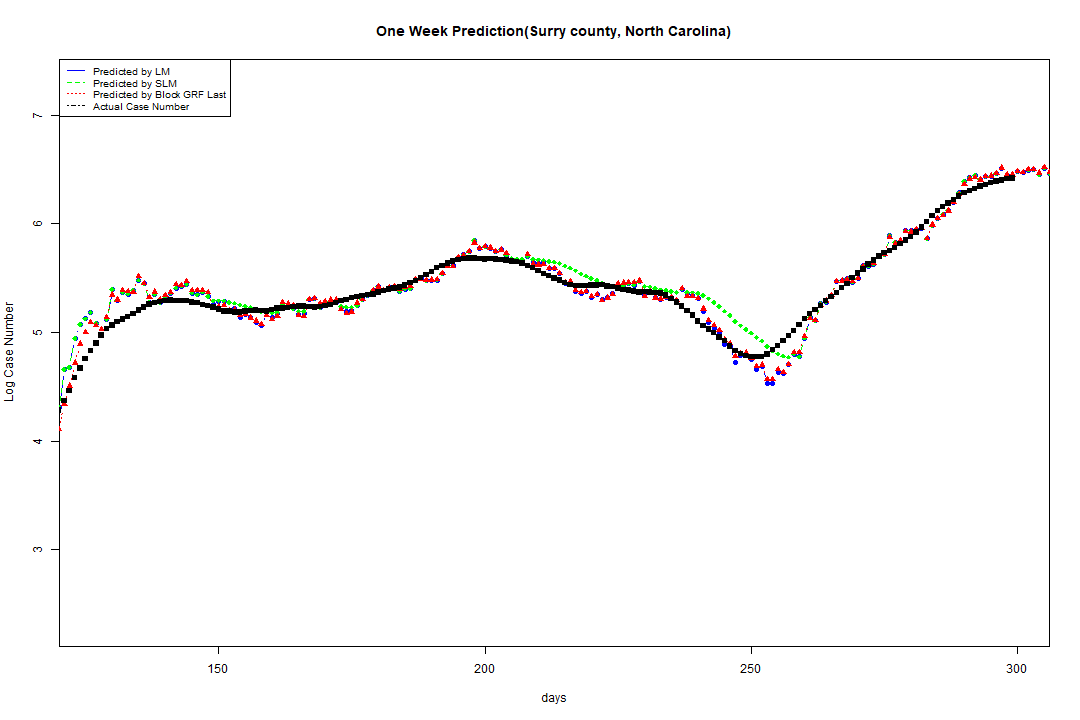 One Week Prediction(Surry county, North Carolina)
Predicted by LM
Predicted by SLM
Predicted by Block GRF Last
Actual Case Number
7
6
5
4
3
Log Case Number
150 200 250 300
days